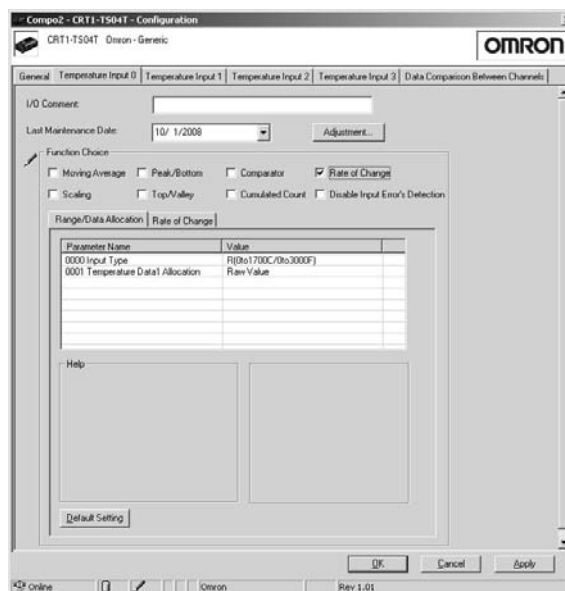 Compo2 - CRT1-TS04T - Configuration
CRT1-TS04T Omron - Generic
OMRON
General Temperature Input 0 Temperature Input 1 Temperature Input 2 Temperature Input 3 Data Comparison Between Channels
I/O Comment:
Last Maintenance Date: 10/ 1/2008 Adjustment...
Function Choice
Moving Average Peak/Bottom Comparator Rate of Change
Scaling Top/Valley Cumulated Count Disable Input Error's Detection
Range/Data Allocation Rate of Change
Parameter Name Value
0000 Input Type R(0to1700C/0to3000F)
0001 Temperature Data1 Allocation Raw Value
Help
Default Setting
OK Cancel Apply
Online Omron Rev 1.01